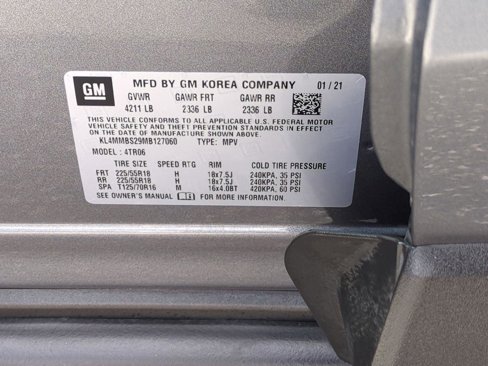 GM MFD BY GM KOREA COMPANY 01/21
GVWR GAWR FRT GAWR RR
4211 LB 2336 LB 2336 LB
THIS VEHICLE CONFORMS TO ALL APPLICABLE U.S. FEDERAL MOTOR
VEHICLE SAFETY AND THEFT PREVENTION STANDARDS IN EFFECT
ON THE DATE OF MANUFACTURE SHOWN ABOVE.
KL4MMBS29MB127060 TYPE: MPV
MODEL: 4TR06
TIRE SIZE SPEED RTG RIM COLD TIRE PRESSURE
FRT 225/55R18 H 18x7.5J 240KPA, 35 PSI
RR 225/55R18 H 18x7.5J 240KPA, 35 PSI
SPA T125/70R16 M 16x4.0BT 420KPA, 60 PSI
SEE OWNER'S MANUAL FOR MORE INFORMATION.